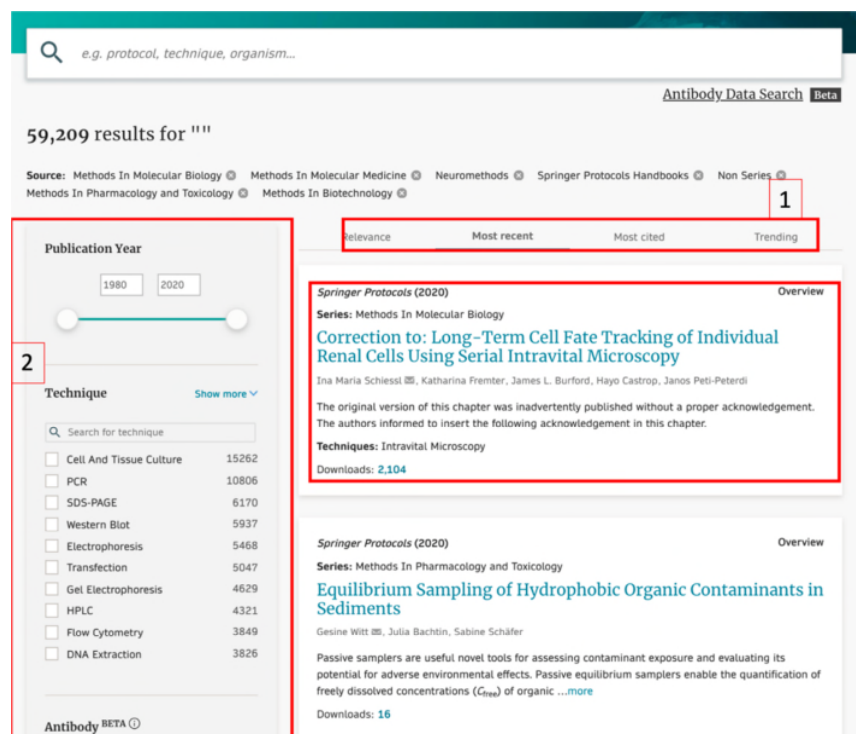 e.g. protocol, technique, organism...
Antibody Data Search Beta
59,209 results for ""
Source: Methods In Molecular Biology Methods In Molecular Medicine Neuromethods Springer Protocols Handbooks Non Series
Methods In Pharmacology and Toxicology Methods In Biotechnology
1
Relevance Most recent Most cited Trending
2
Publication Year
1980 2020
Technique Show more
Search for technique
Cell And Tissue Culture 15262
PCR 10806
SDS-PAGE 6170
Western Blot 5937
Electrophoresis 5468
Transfection 5047
Gel Electrophoresis 4629
HPLC 4321
Flow Cytometry 3849
DNA Extraction 3826
Antibody BETA
Springer Protocols (2020) Overview
Series: Methods In Molecular Biology
Correction to: Long-Term Cell Fate Tracking of Individual
Renal Cells Using Serial Intravital Microscopy
Ina Maria Schiessl, Katharina Fremter, James L. Burford, Hayo Castrop, Janos Peti-Peterdi
The original version of this chapter was inadvertently published without a proper acknowledgement.
The authors informed to insert the following acknowledgement in this chapter.
Techniques: Intravital Microscopy
Downloads: 2,104
Springer Protocols (2020) Overview
Series: Methods In Pharmacology and Toxicology
Equilibrium Sampling of Hydrophobic Organic Contaminants in
Sediments
Gesine Witt, Julia Bachtin, Sabine Schäfer
Passive samplers are useful novel tools for assessing contaminant exposure and evaluating its
potential for adverse environmental effects. Passive equilibrium samplers enable the quantification of
freely dissolved concentrations (Cfree) of organic ...more
Downloads: 16